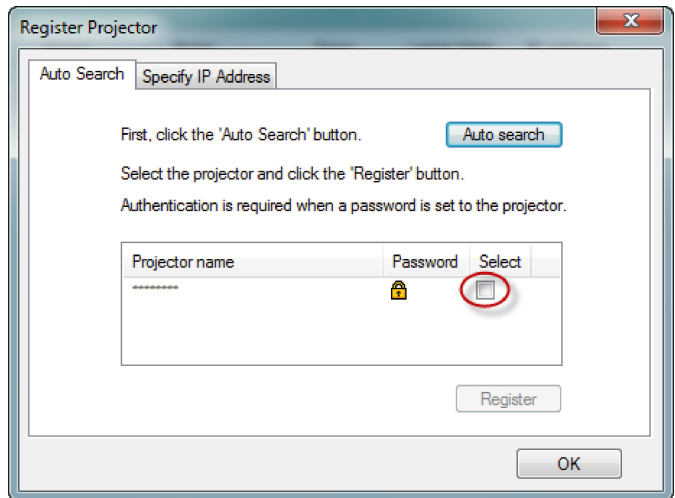 Register Projector
Auto Search Specify IP Address
First, click the 'Auto Search' button. Auto search
Select the projector and click the 'Register' button.
Authentication is required when a password is set to the projector.
Projector name Password Select
********
Register
OK